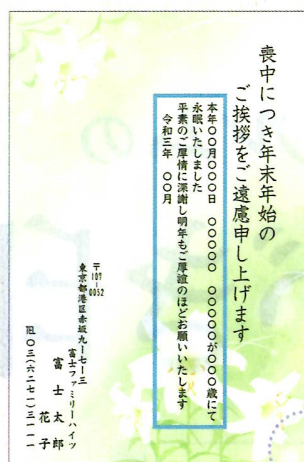 喪中につき年末年始の
ご挨拶をご遠慮申し上げます
本年〇〇月〇〇〇日 〇〇〇〇〇 〇〇〇〇〇が〇〇〇歳にて
永眠いたしました
平素のご厚情に深謝し明年もご厚誼のほどお願いいたします
令和三年 〇〇月
〒107-0052
東京都港区赤坂九ー七ー三
富士ファミリーハイツ
富士太郎
花子
℡〇三(六二七一)三一一一